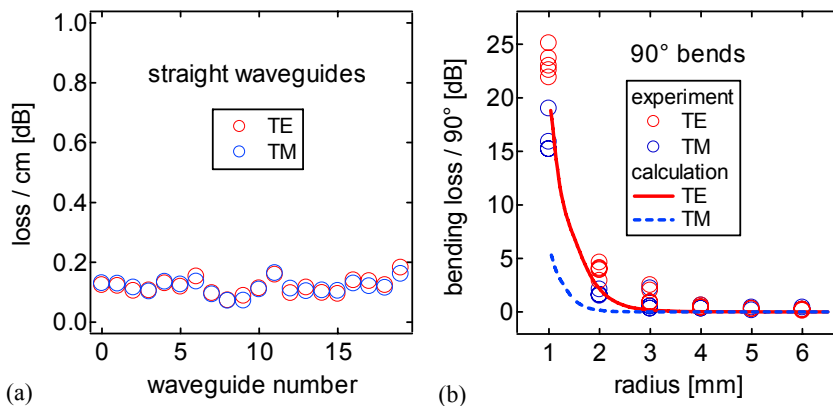 1.0
0.8
0.6
0.4
0.2
0.0
loss / cm [dB]
straight waveguides
TE
TM
0 5 10 15
waveguide number
(a)
25
20
15
10
5
0
bending loss / 90° [dB]
90° bends
experiment
TE
TM
calculation
TE
TM
1 2 3 4 5 6
radius [mm]
(b)